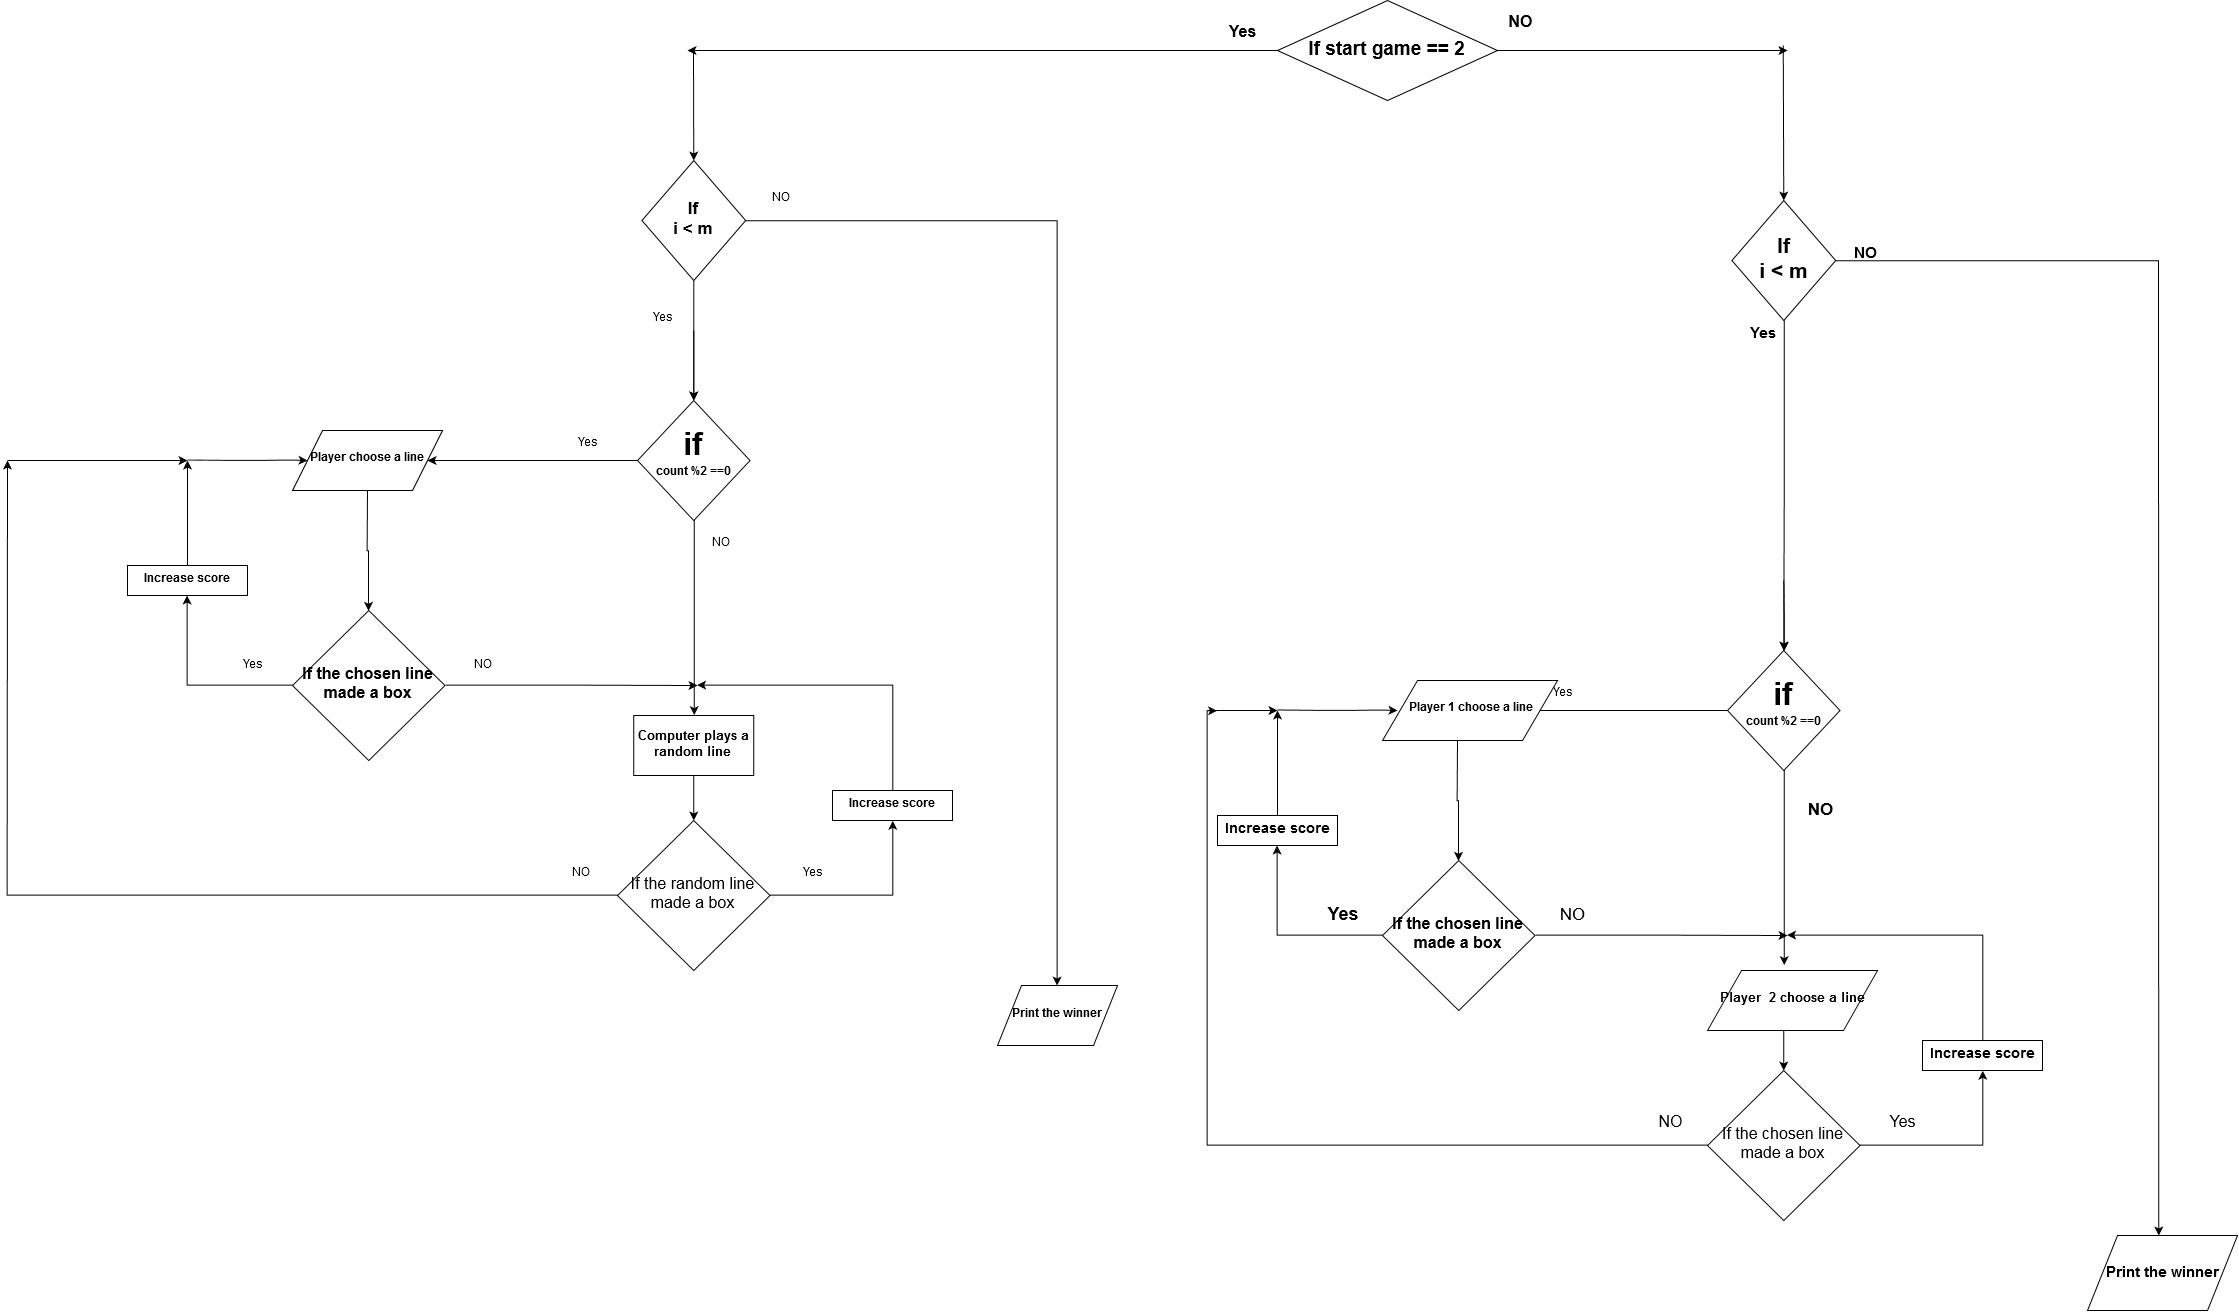 Yes
If start game == 2
NO
If
i < m
NO
Yes
if
count %2 ==0
Yes
NO
Player choose a line
Increase score
If the chosen line
made a box
Yes
NO
Computer plays a
random line
Increase score
If the random line
made a box
NO
Yes
Print the winner
If
i < m
NO
Yes
if
count %2 ==0
Yes
NO
Player 1 choose a line
Increase score
If the chosen line
made a box
Yes
NO
Player 2 choose a line
Increase score
If the chosen line
made a box
NO
Yes
Print the winner